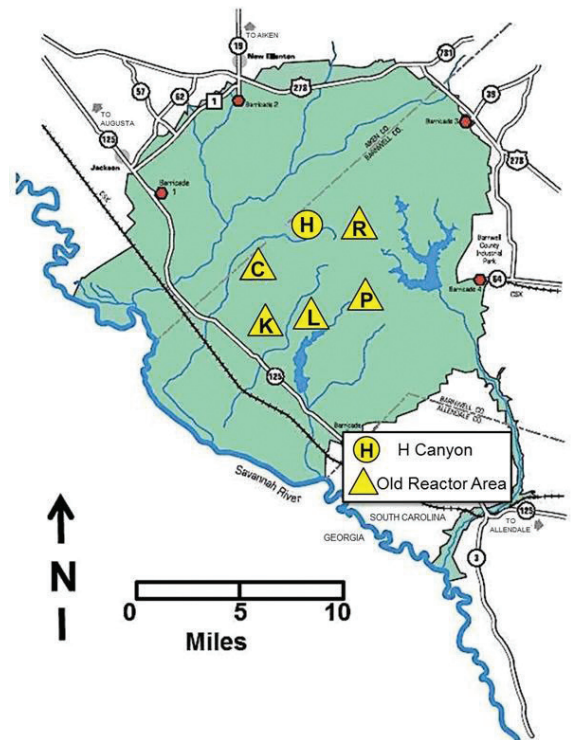 TO AIKEN
19
New Ellenton
781
57
62
1
278
Barricade 2
39
TO
AUGUSTA
125
Barricade 3
AIKEN CO.
BARNWELL CO.
278
Jackson
Barricade
1
CSX
H
R
Barnwell
County
Industrial
Park
C
P
Barricade 4
64
CSX
K
L
125
BARNWELL CO.
ALLENDALE CO.
Barricade
H H Canyon
Old Reactor Area
Savannah River
SOUTH CAROLINA
125
TO
ALLENDALE
GEORGIA
3
N
0 5 10
Miles